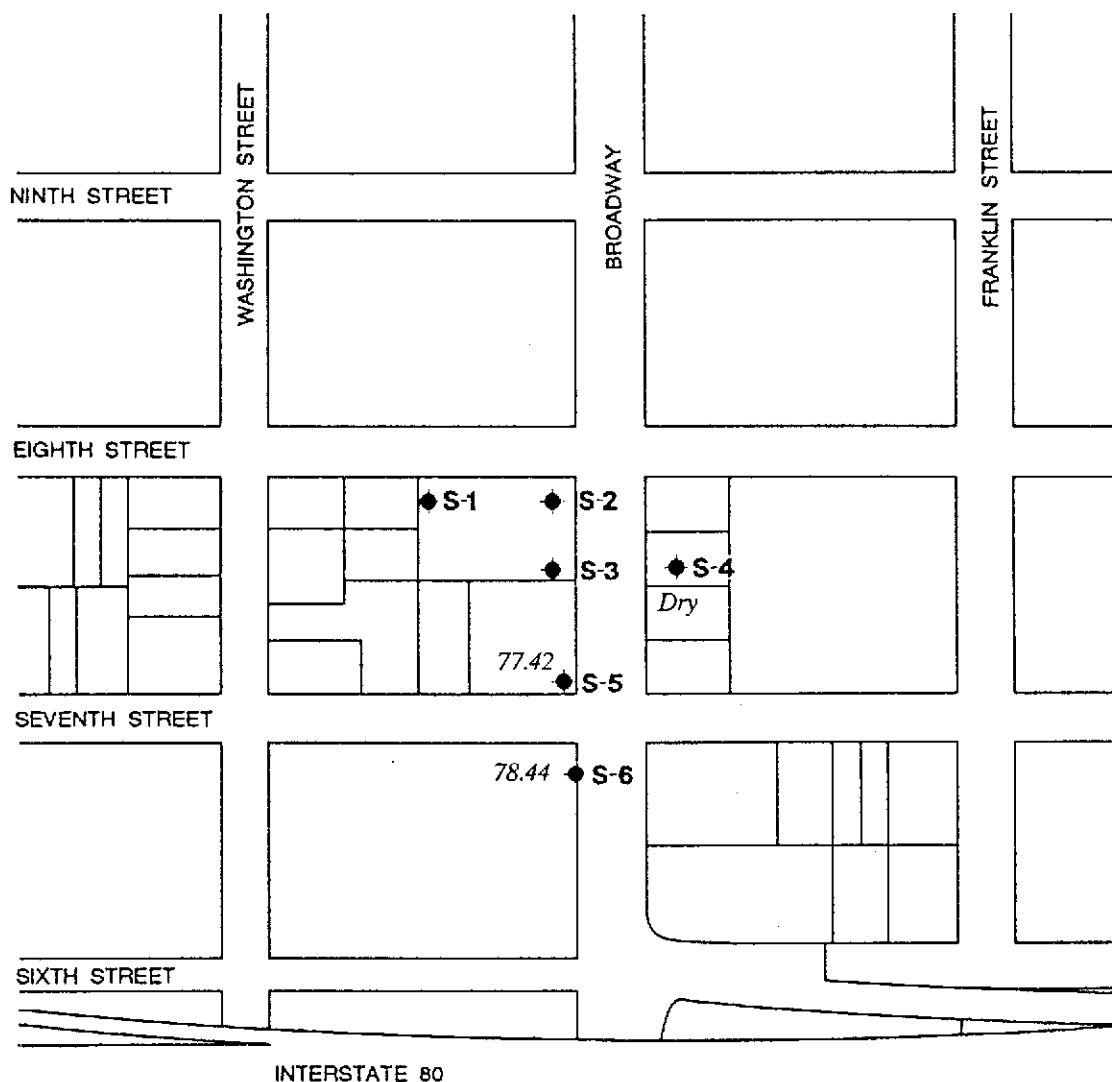 WASHINGTON STREET
BROADWAY
FRANKLIN STREET
NINTH STREET
EIGHTH STREET
S-1
S-2
S-3
S-4
Dry
77.42
S-5
SEVENTH STREET
78.44
S-6
SIXTH STREET
INTERSTATE 80